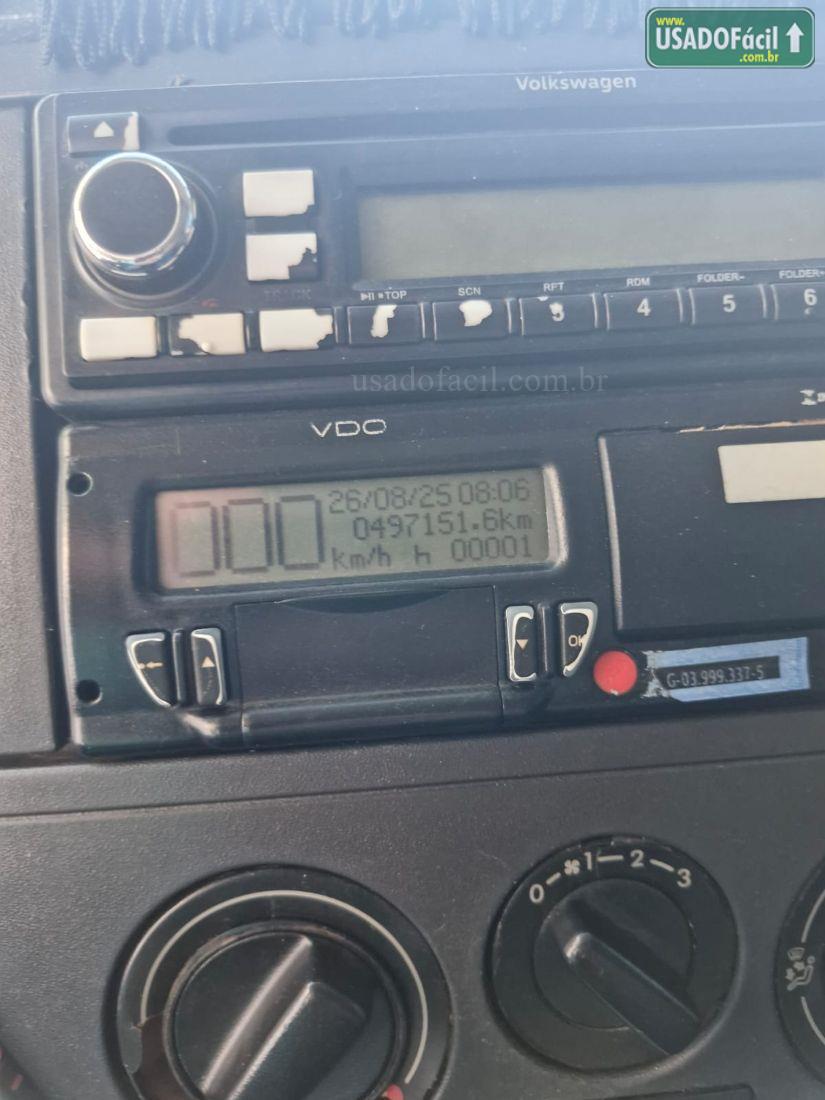 www.
USADOFácil
.com.br
Volkswagen
TRACK
▶II ■TOP SCN RPT RDM FOLDER- FOLDER+
3 4 5 6
usadofacil.com.br
VDO
26/08/25 08:06
000 0497151.6km
km/h h 00001
OK
G-03.999.337-5
0 1 2 3